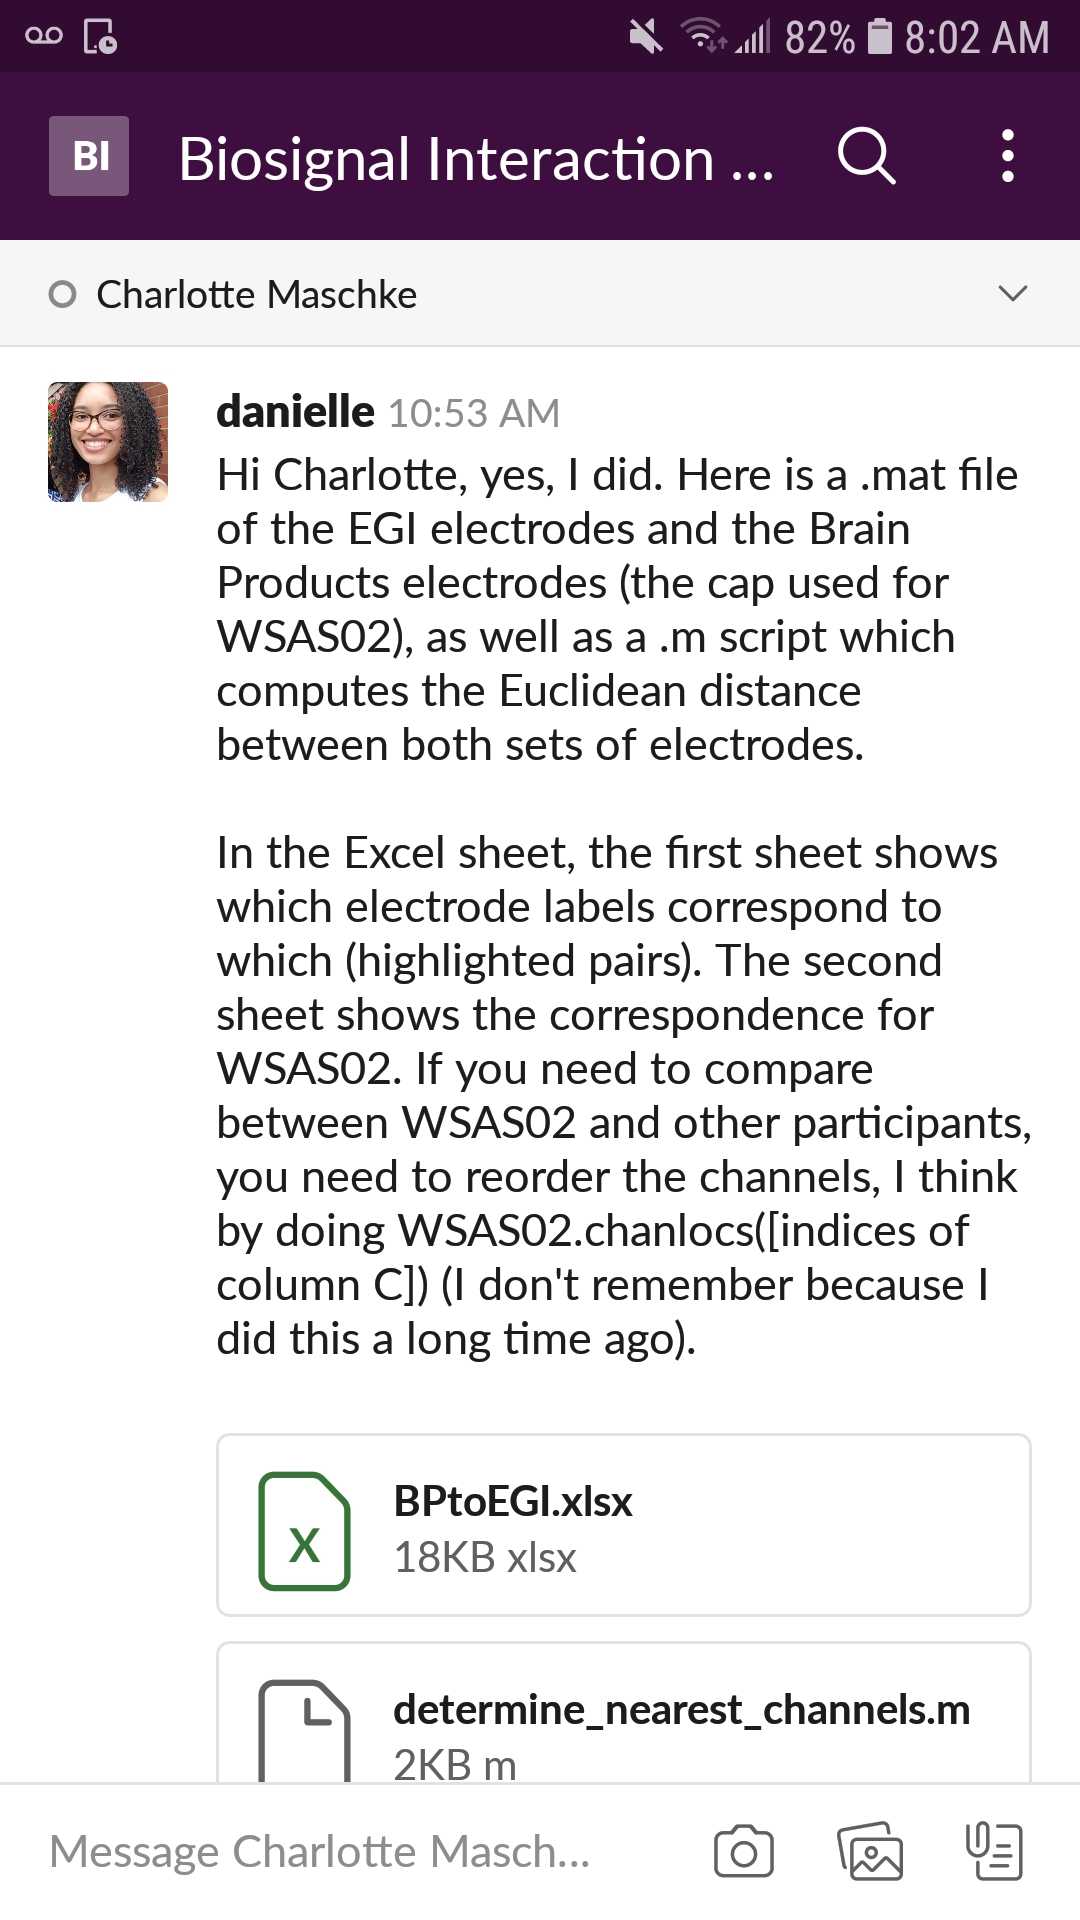 82% 8:02 AM
BI Biosignal Interaction ...
Charlotte Maschke
danielle 10:53 AM
Hi Charlotte, yes, I did. Here is a .mat file
of the EGI electrodes and the Brain
Products electrodes (the cap used for
WSAS02), as well as a .m script which
computes the Euclidean distance
between both sets of electrodes.
In the Excel sheet, the first sheet shows
which electrode labels correspond to
which (highlighted pairs). The second
sheet shows the correspondence for
WSAS02. If you need to compare
between WSAS02 and other participants,
you need to reorder the channels, I think
by doing WSAS02.chanlocs([indices of
column C]) (I don't remember because I
did this a long time ago).
X
BPtoEGI.xlsx
18KB xlsx
determine_nearest_channels.m
2KB m
Message Charlotte Masch...